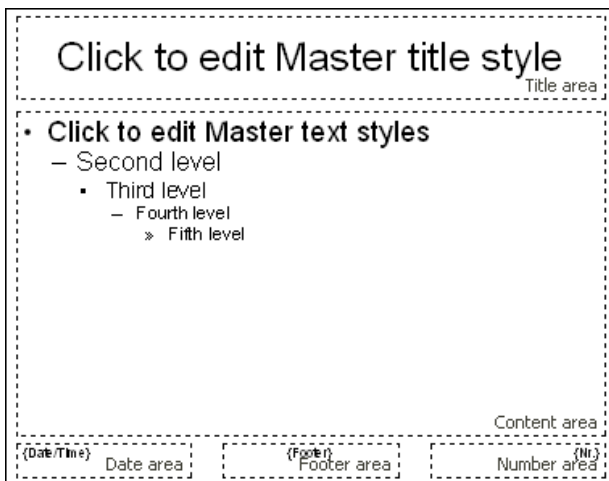 Click to edit Master title style
Title area
• Click to edit Master text styles
– Second level
• Third level
– Fourth level
» Fifth level
Content area
{Date/Time}
Date area
{Footer}
Footer area
{Nr.}
Number area